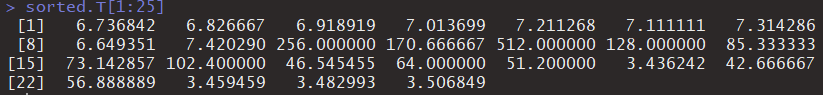 > sorted.T[1:25]
[1] 6.736842 6.826667 6.918919 7.013699 7.211268 7.111111 7.314286
[8] 6.649351 7.420290 256.000000 170.666667 512.000000 128.000000 85.333333
[15] 73.142857 102.400000 46.545455 64.000000 51.200000 3.436242 42.666667
[22] 56.888889 3.459459 3.482993 3.506849